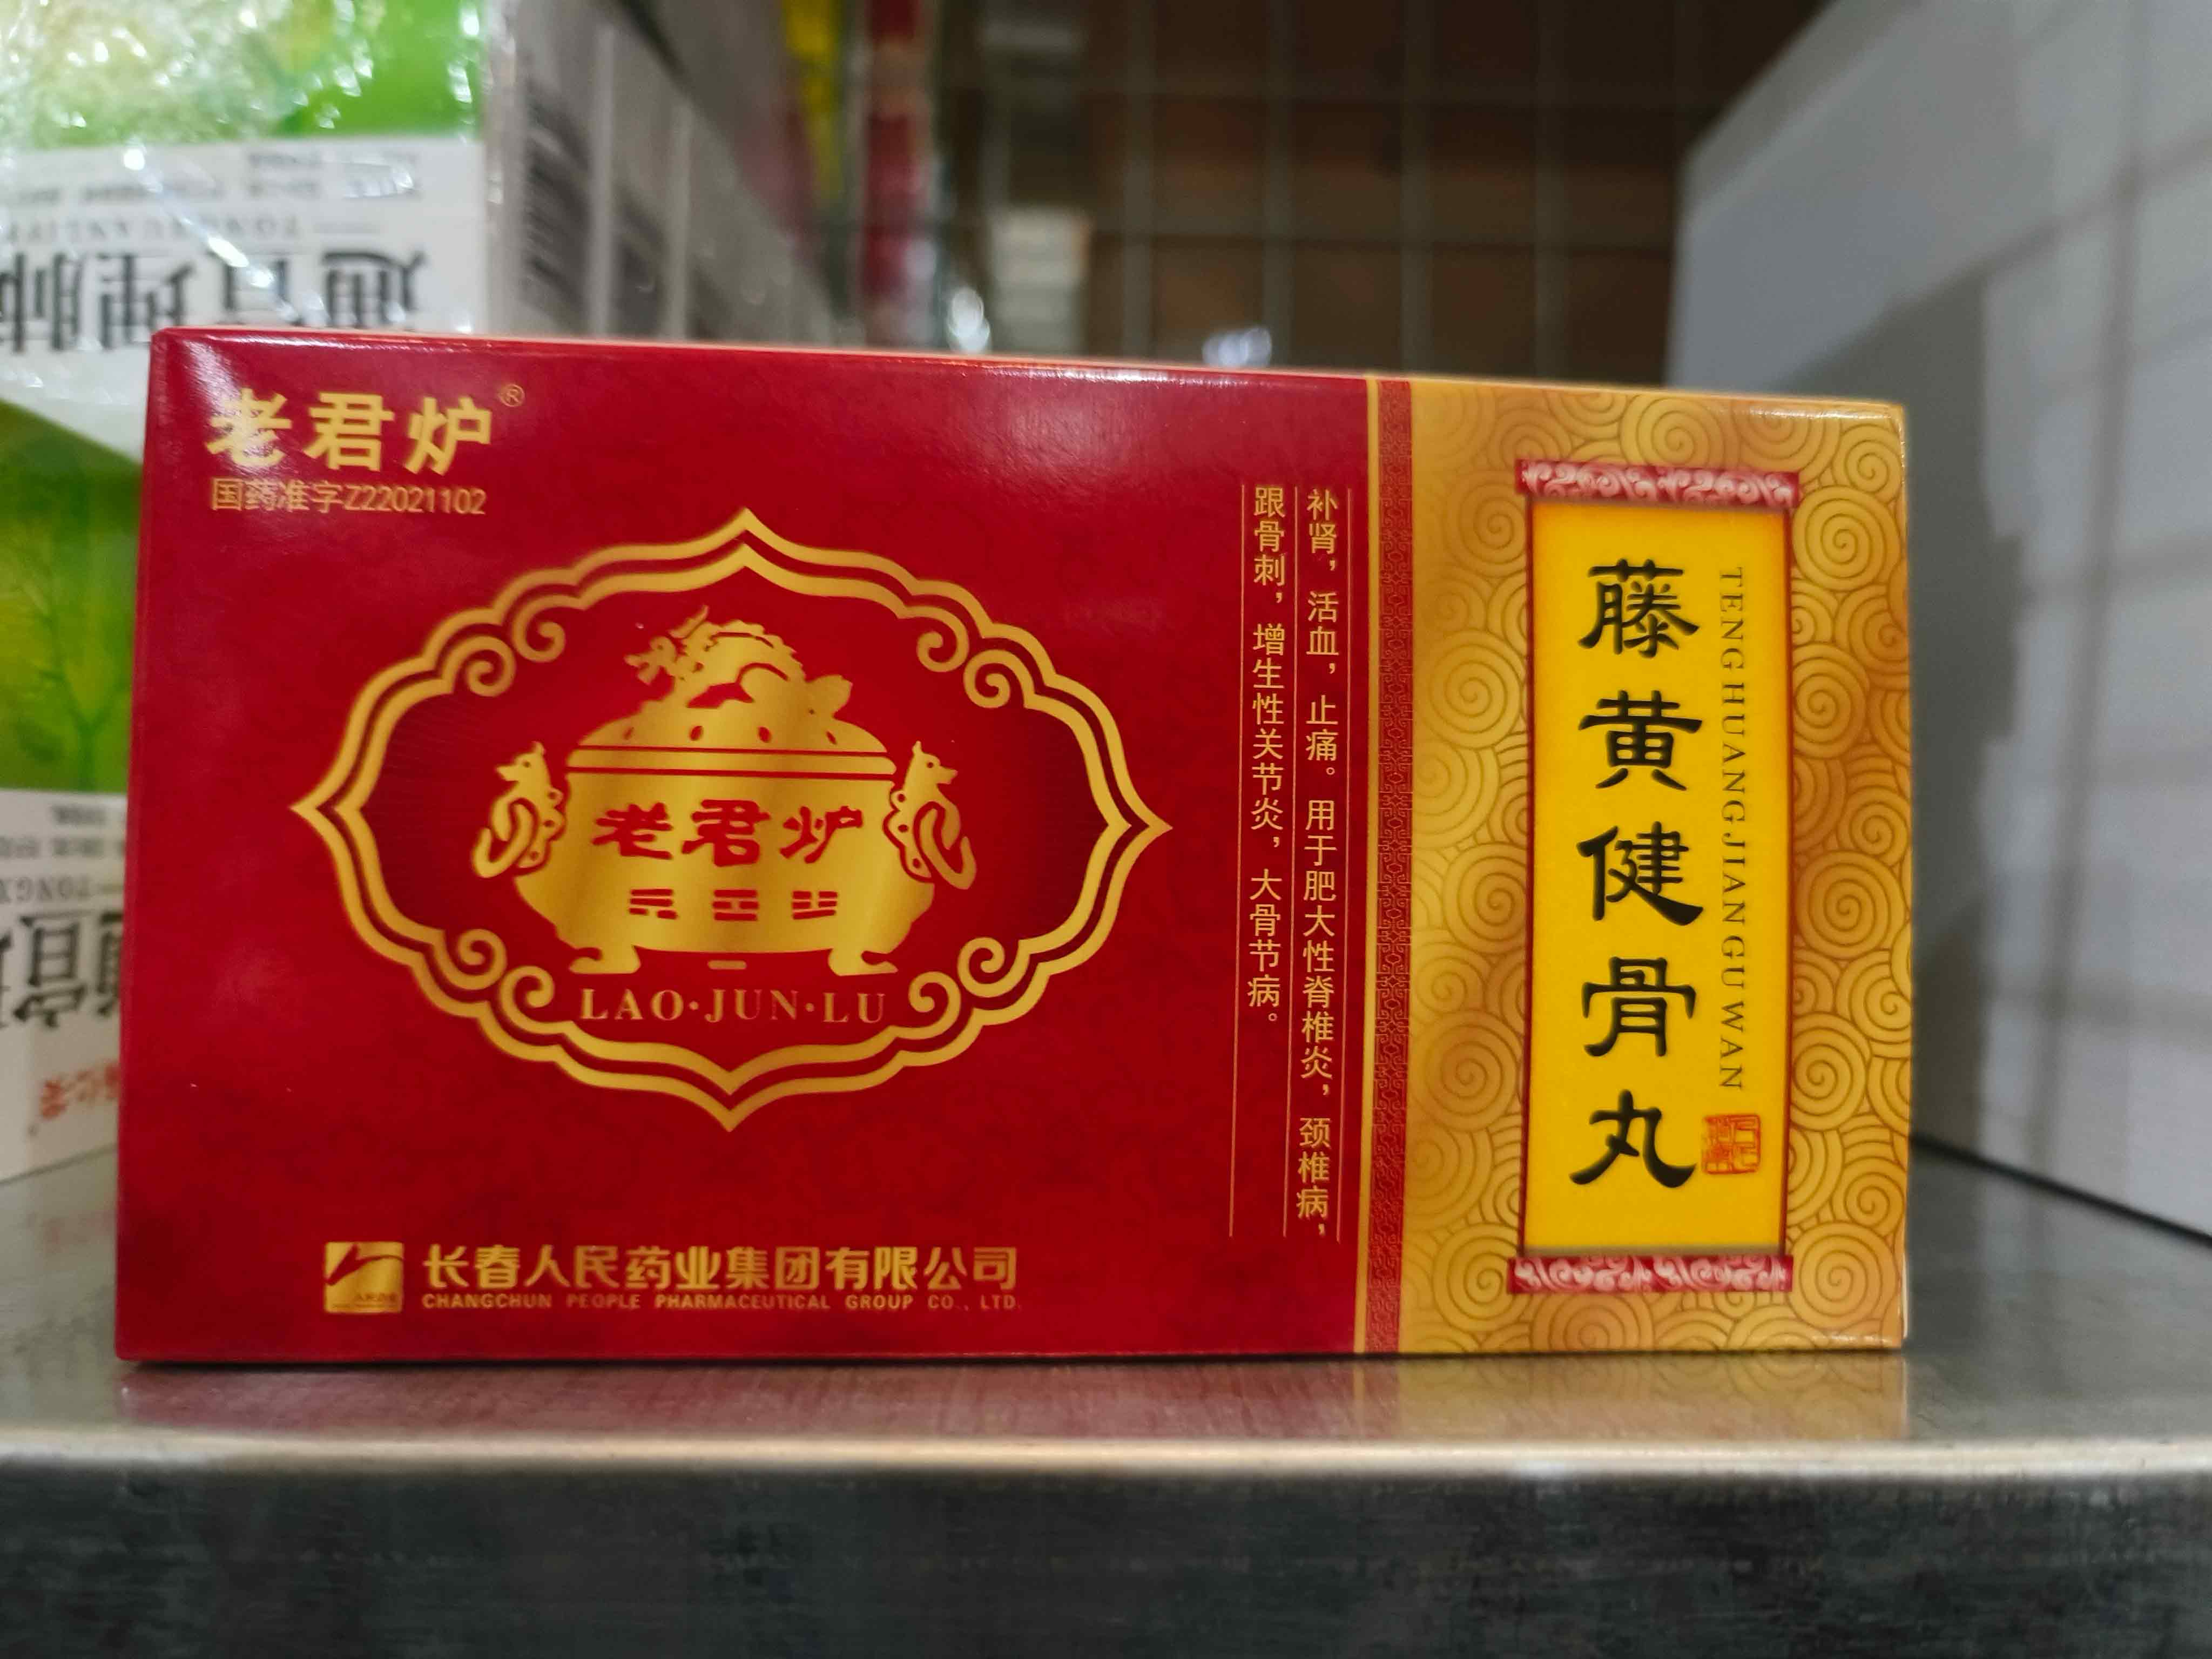 老君炉®
国药准字Z22021102
老君炉
LAO·JUN·LU
补肾，活血，止痛。用于肥大性脊椎炎，颈椎病，
跟骨刺，增生性关节炎，大骨节病。
藤黄健骨丸
TENG HUANG JIAN GU WAN
长春人民药业集团有限公司
CHANGCHUN PEOPLE PHARMACEUTICAL GROUP CO., LTD.
通宣理肺